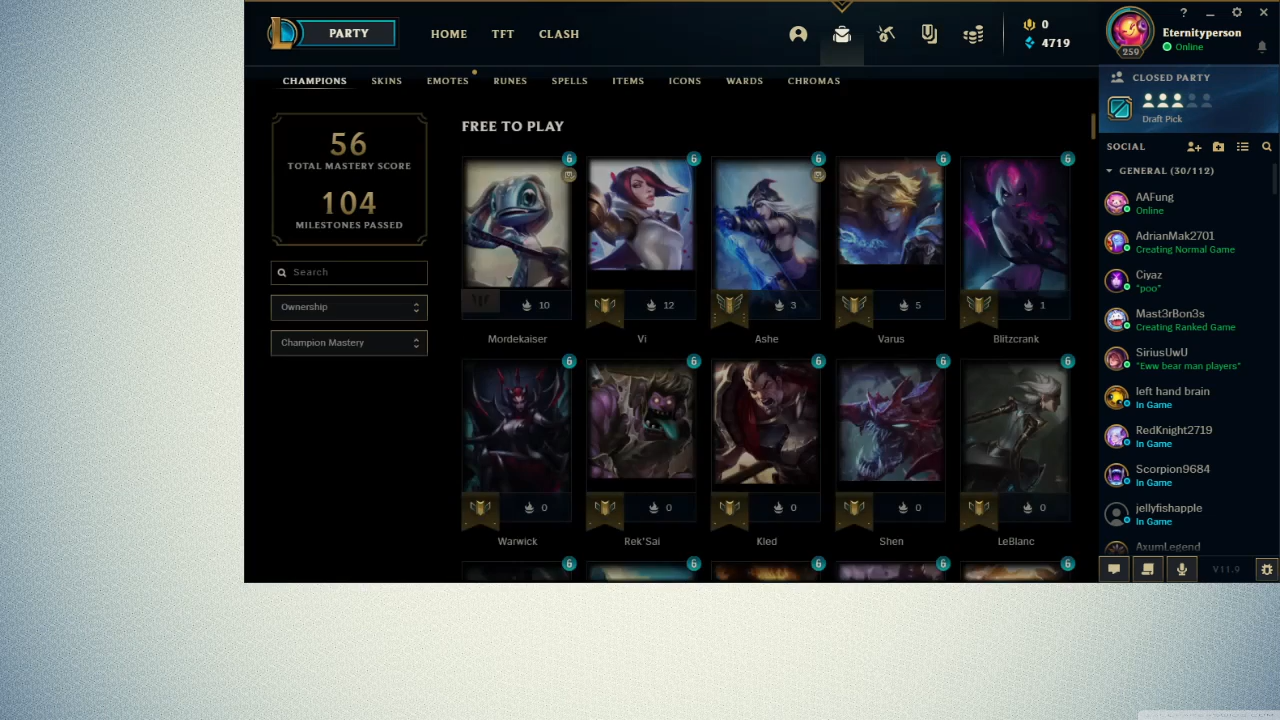 PARTY
HOME
TFT
CLASH
0
4719
?
259
Eternityperson
Online
CHAMPIONS
SKINS
EMOTES
RUNES
SPELLS
ITEMS
ICONS
WARDS
CHROMAS
CLOSED PARTY
Draft Pick
56
TOTAL MASTERY SCORE
104
MILESTONES PASSED
Search
Ownership
Champion Mastery
FREE TO PLAY
6
6
6
6
6
10
12
3
5
1
Mordekaiser
Vi
Ashe
Varus
Blitzcrank
6
6
6
6
6
0
0
0
0
0
Warwick
Rek'Sai
Kled
Shen
LeBlanc
6
6
6
6
6
SOCIAL
GENERAL (30/112)
AAFung
Online
AdrianMak2701
Creating Normal Game
Ciyaz
"poo"
Mast3rBon3s
Creating Ranked Game
SiriusUwU
"Eww bear man players"
left hand brain
In Game
RedKnight2719
In Game
Scorpion9684
In Game
jellyfishapple
In Game
AxumLegend
V11.9